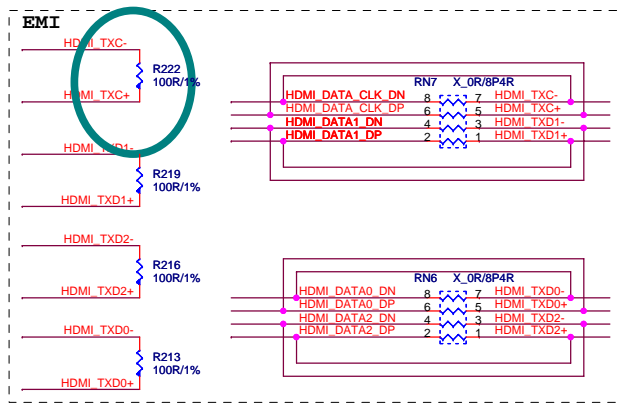 EMI
HDMI_TXC-
R222
100R/1%
HDMI_TXC+
HDMI_TXD1-
R219
100R/1%
HDMI_TXD1+
HDMI_TXD2-
R216
100R/1%
HDMI_TXD2+
HDMI_TXD0-
R213
100R/1%
HDMI_TXD0+
RN7 X_0R/8P4R
HDMI_DATA_CLK_DN 8 7 HDMI_TXC-
HDMI_DATA_CLK_DP 6 5 HDMI_TXC+
HDMI_DATA1_DN 4 3 HDMI_TXD1-
HDMI_DATA1_DP 2 1 HDMI_TXD1+
RN6 X_0R/8P4R
HDMI_DATA0_DN 8 7 HDMI_TXD0-
HDMI_DATA0_DP 6 5 HDMI_TXD0+
HDMI_DATA2_DN 4 3 HDMI_TXD2-
HDMI_DATA2_DP 2 1 HDMI_TXD2+